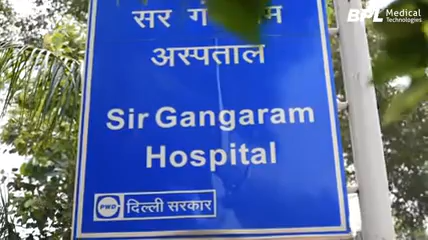 BPL Medical
Technologies
सर
अस्पताल
Sir Gangaram
Hospital
PWD दिल्ली सरकार